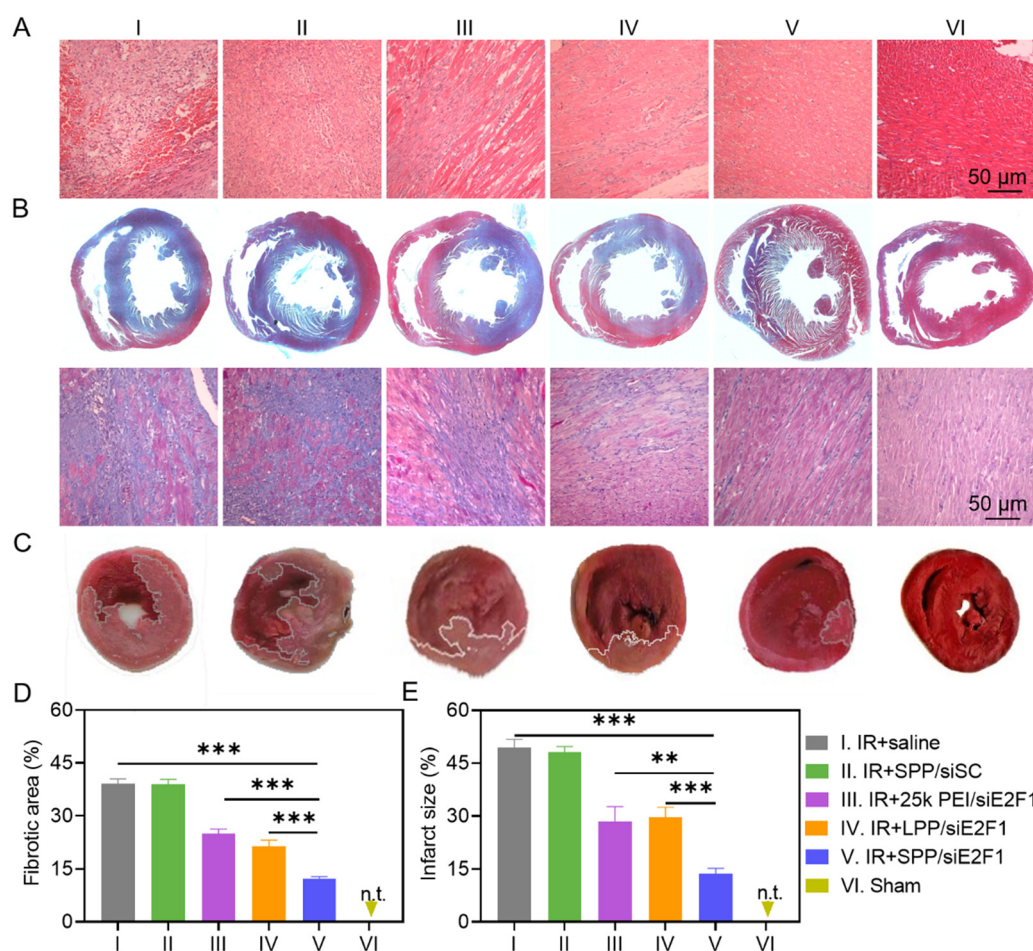 A
I II III IV V VI
50 μm
B
50 μm
C
D
Fibrotic area (%)
60
45
30
15
0
***
***
***
n.t.
I II III IV V VI
E
Infarct size (%)
60
45
30
15
0
***
**
***
n.t.
I II III IV V VI
I. IR+saline
II. IR+SPP/siSC
III. IR+25k PEI/siE2F1
IV. IR+LPP/siE2F1
V. IR+SPP/siE2F1
VI. Sham